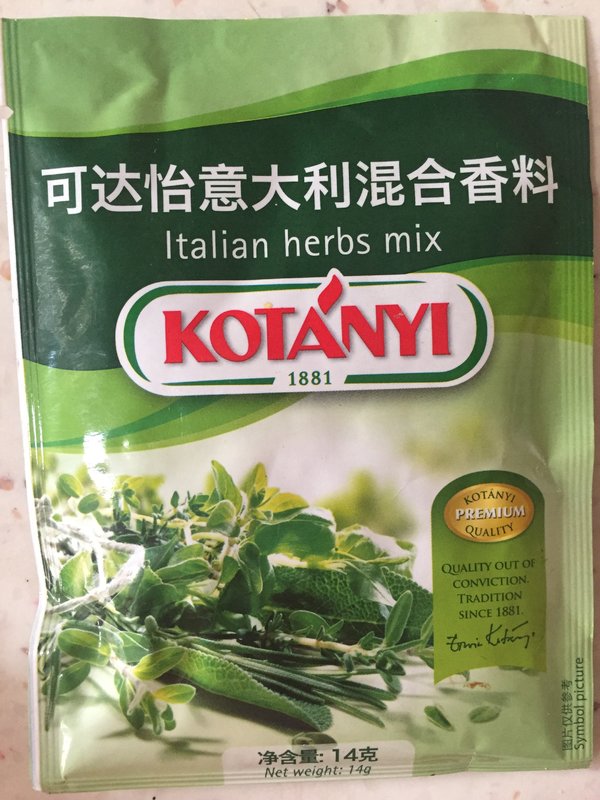 可达怡意大利混合香料
Italian herbs mix
KOTÁNYI
1881
KOTÁNYI
PREMIUM
QUALITY
QUALITY OUT OF
CONVICTION.
TRADITION
SINCE 1881.
净含量: 14克
Net weight: 14g
图片仅供参考
Symbol picture